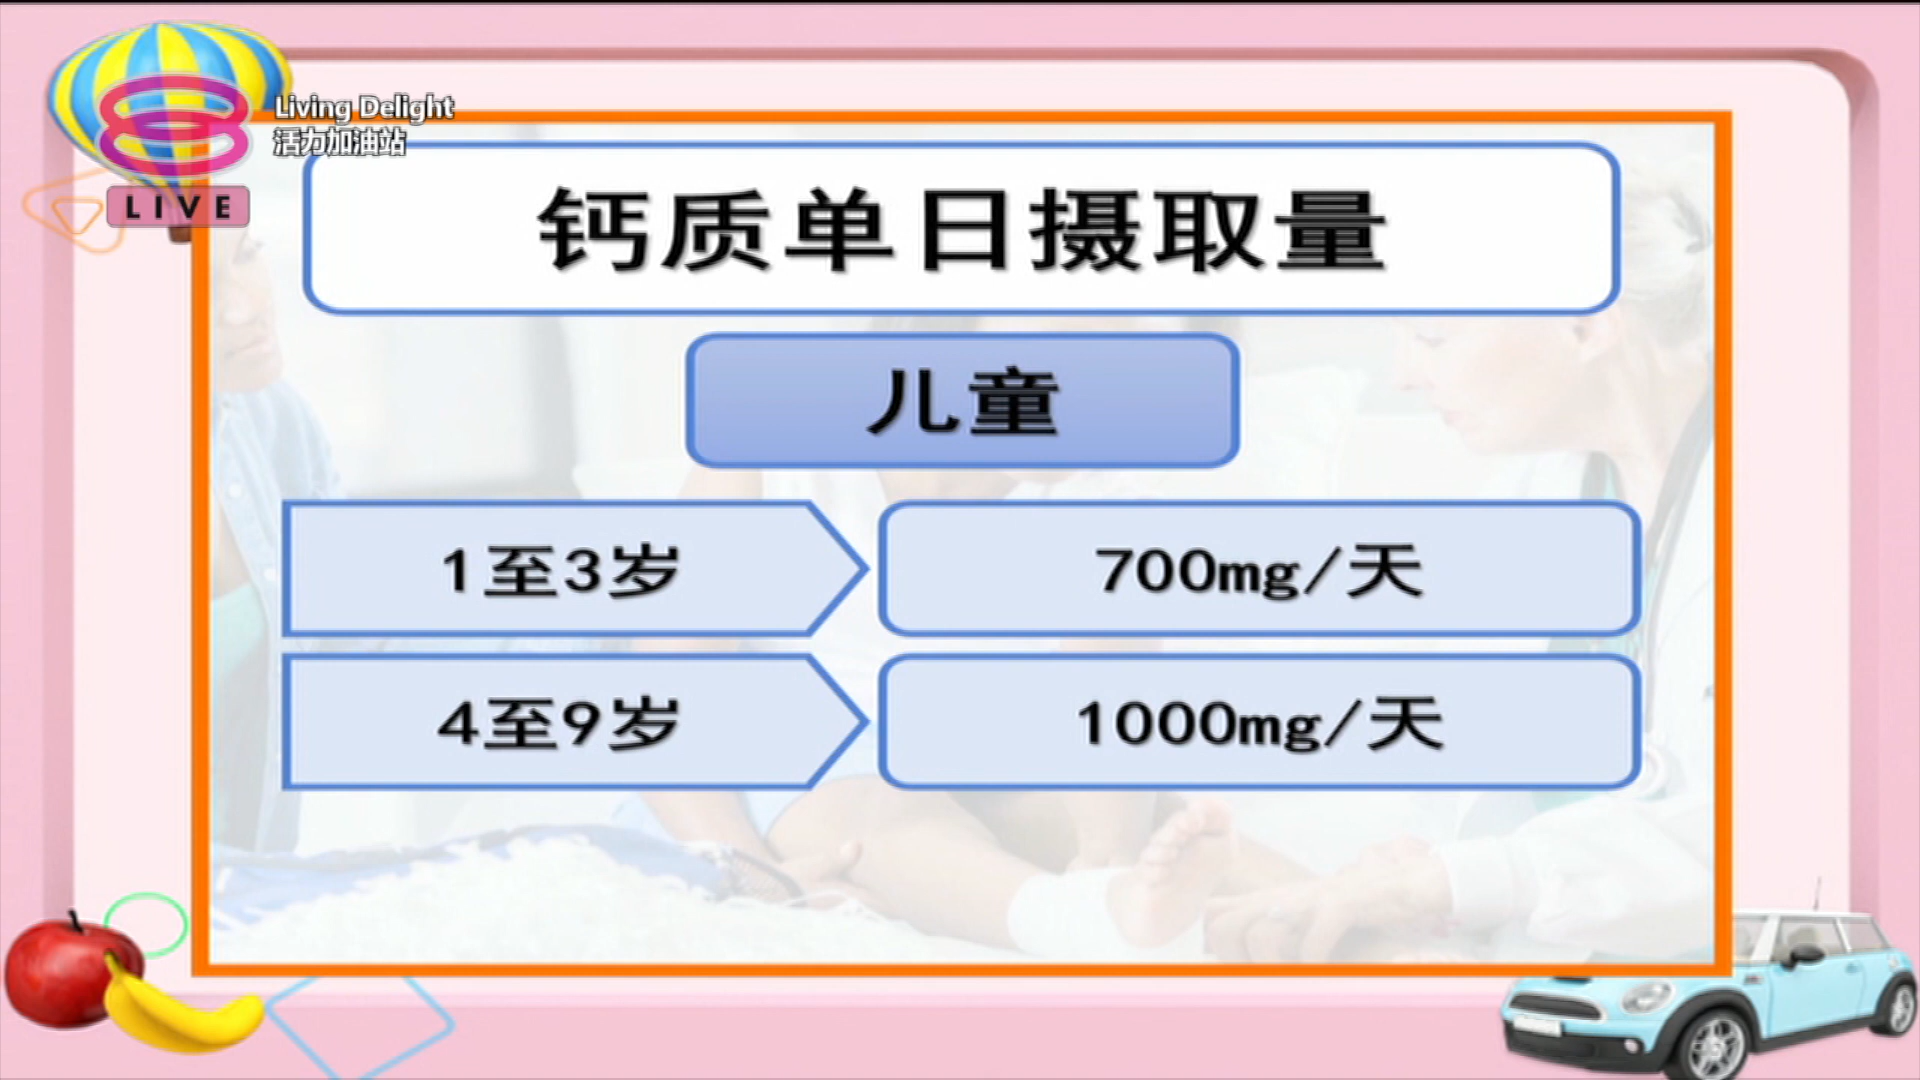 Living Delight
活力加油站
LIVE
钙质单日摄取量
儿童
1至3岁
700mg/天
4至9岁
1000mg/天